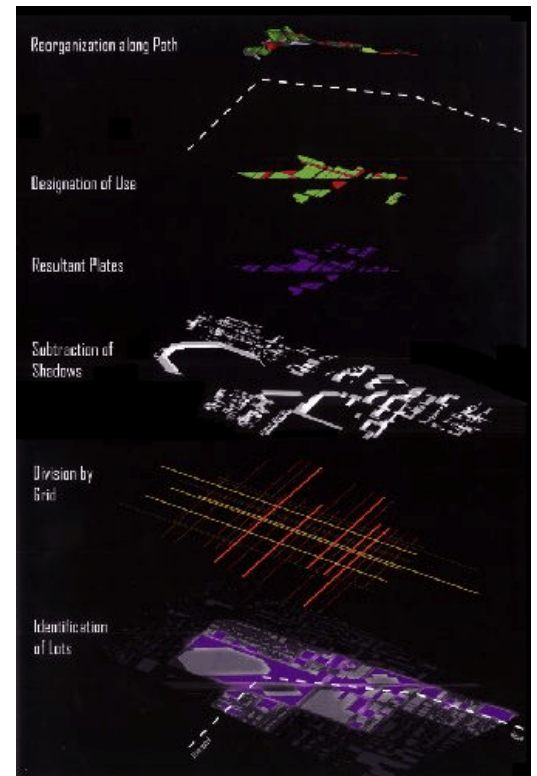 Reorganization along Path
Designation of Use
Resultant Plates
Subtraction of
Shadows
Division by
Grid
Identification
of Lots